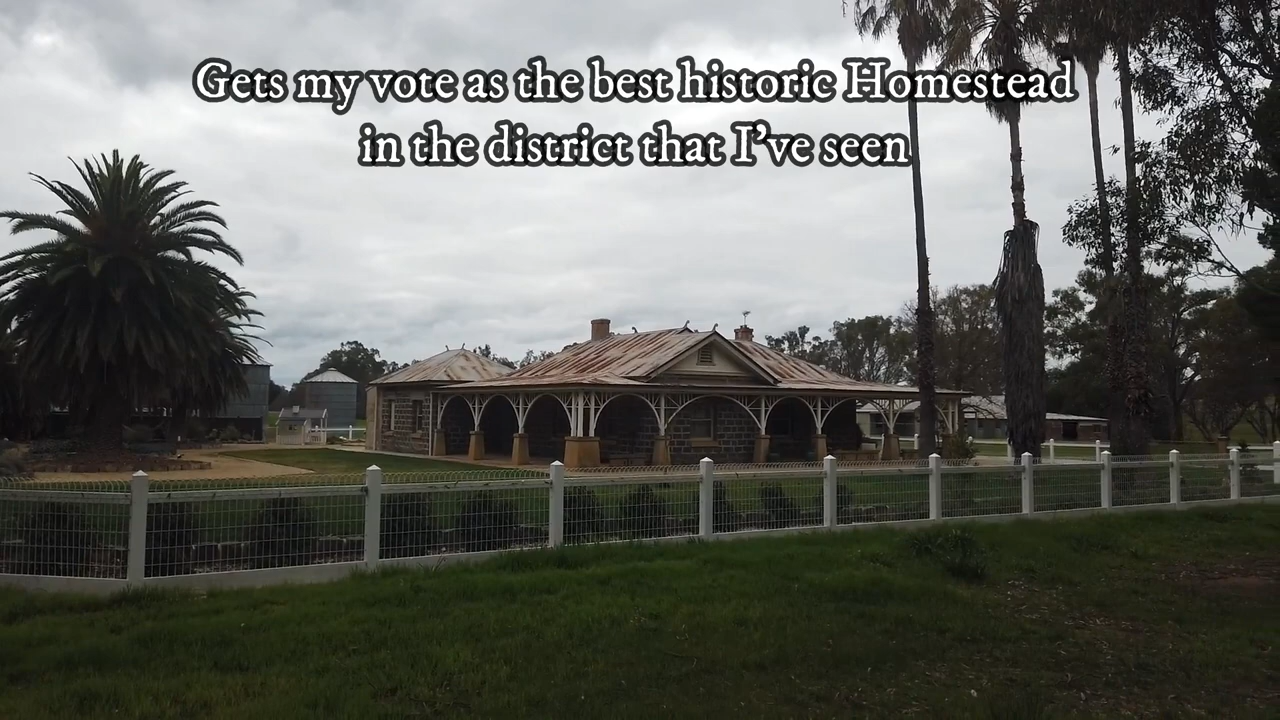 Gets my vote as the best historic Homestead
in the district that I've seen